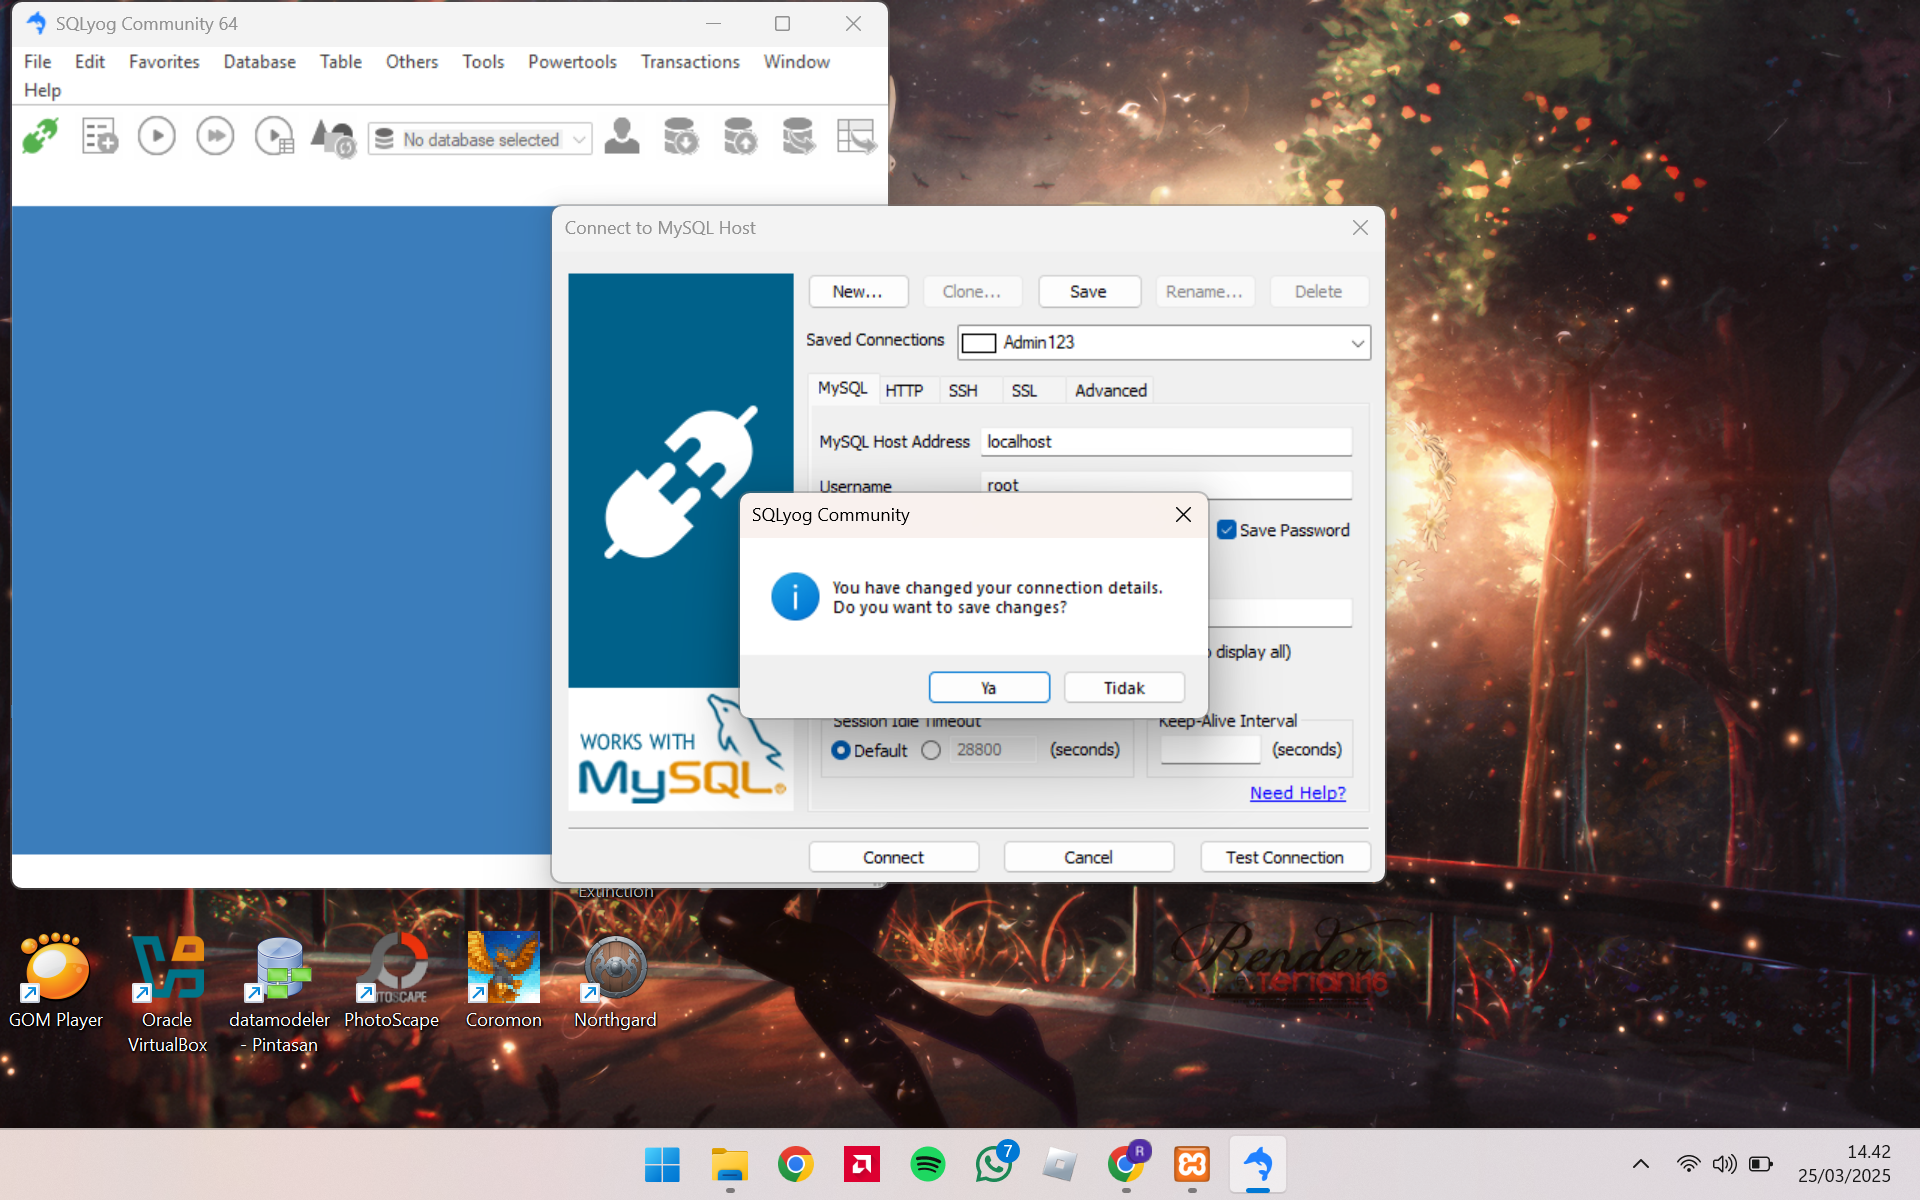 SQLyog Community 64
File Edit Favorites Database Table Others Tools Powertools Transactions Window
Help
No database selected
Connect to MySQL Host
New... Clone... Save Rename... Delete
Saved Connections Admin123
MySQL HTTP SSH SSL Advanced
MySQL Host Address localhost
Username root
SQLyog Community
Save Password
You have changed your connection details.
Do you want to save changes?
display all)
Ya Tidak
Session Idle Timeout Keep-Alive Interval
Default 28800 (seconds) (seconds)
WORKS WITH
MySQL
Need Help?
Connect Cancel Test Connection
Extinction
Render
GOM Player Oracle VirtualBox datamodeler - Pintasan PhotoScape Coromon Northgard
7
R
14.42
25/03/2025